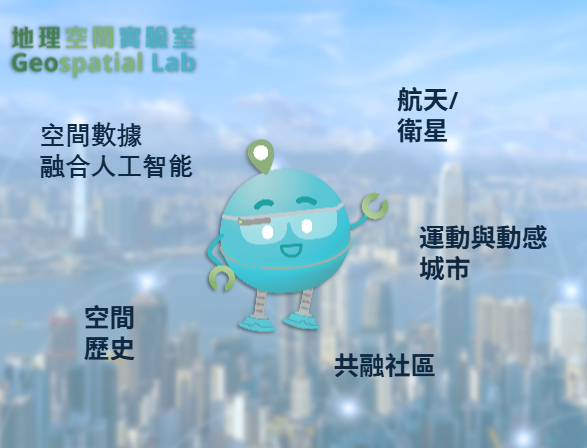 地理空間實驗室
Geospatial Lab
航天/
衛星
空間數據
融合人工智能
運動與動感
城市
空間
歷史
共融社區